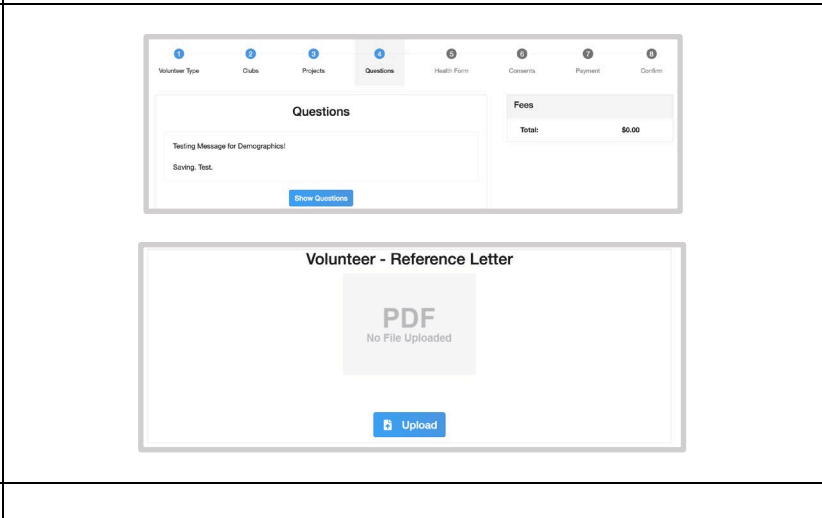 1 2 3 4 5 6 7 8
Volunteer Type Clubs Projects Questions Health Form Consents Payment Confirm
Questions
Testing Message for Demographics!
Saving. Test.
Show Questions
Fees
Total: $0.00
Volunteer - Reference Letter
PDF
No File Uploaded
Upload